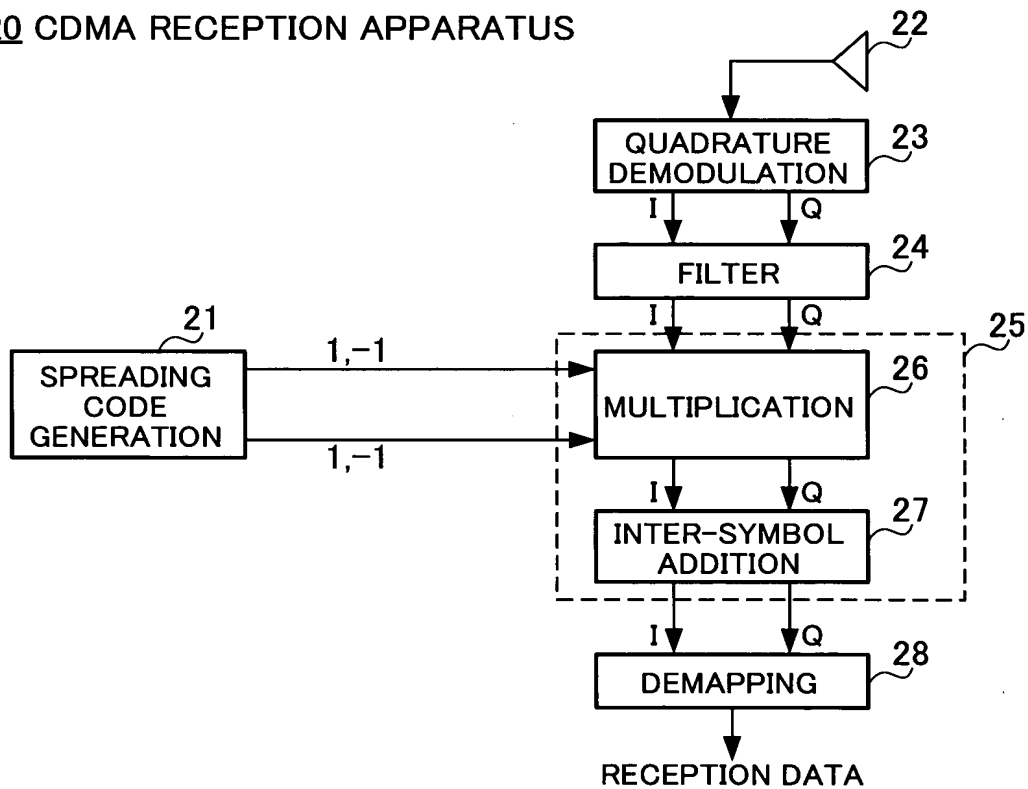 20 CDMA RECEPTION APPARATUS
22
QUADRATURE
DEMODULATION
23
I
Q
FILTER
24
I
Q
25
21
SPREADING
CODE
GENERATION
1,-1
1,-1
MULTIPLICATION
26
I
Q
INTER-SYMBOL
ADDITION
27
I
Q
DEMAPPING
28
RECEPTION DATA